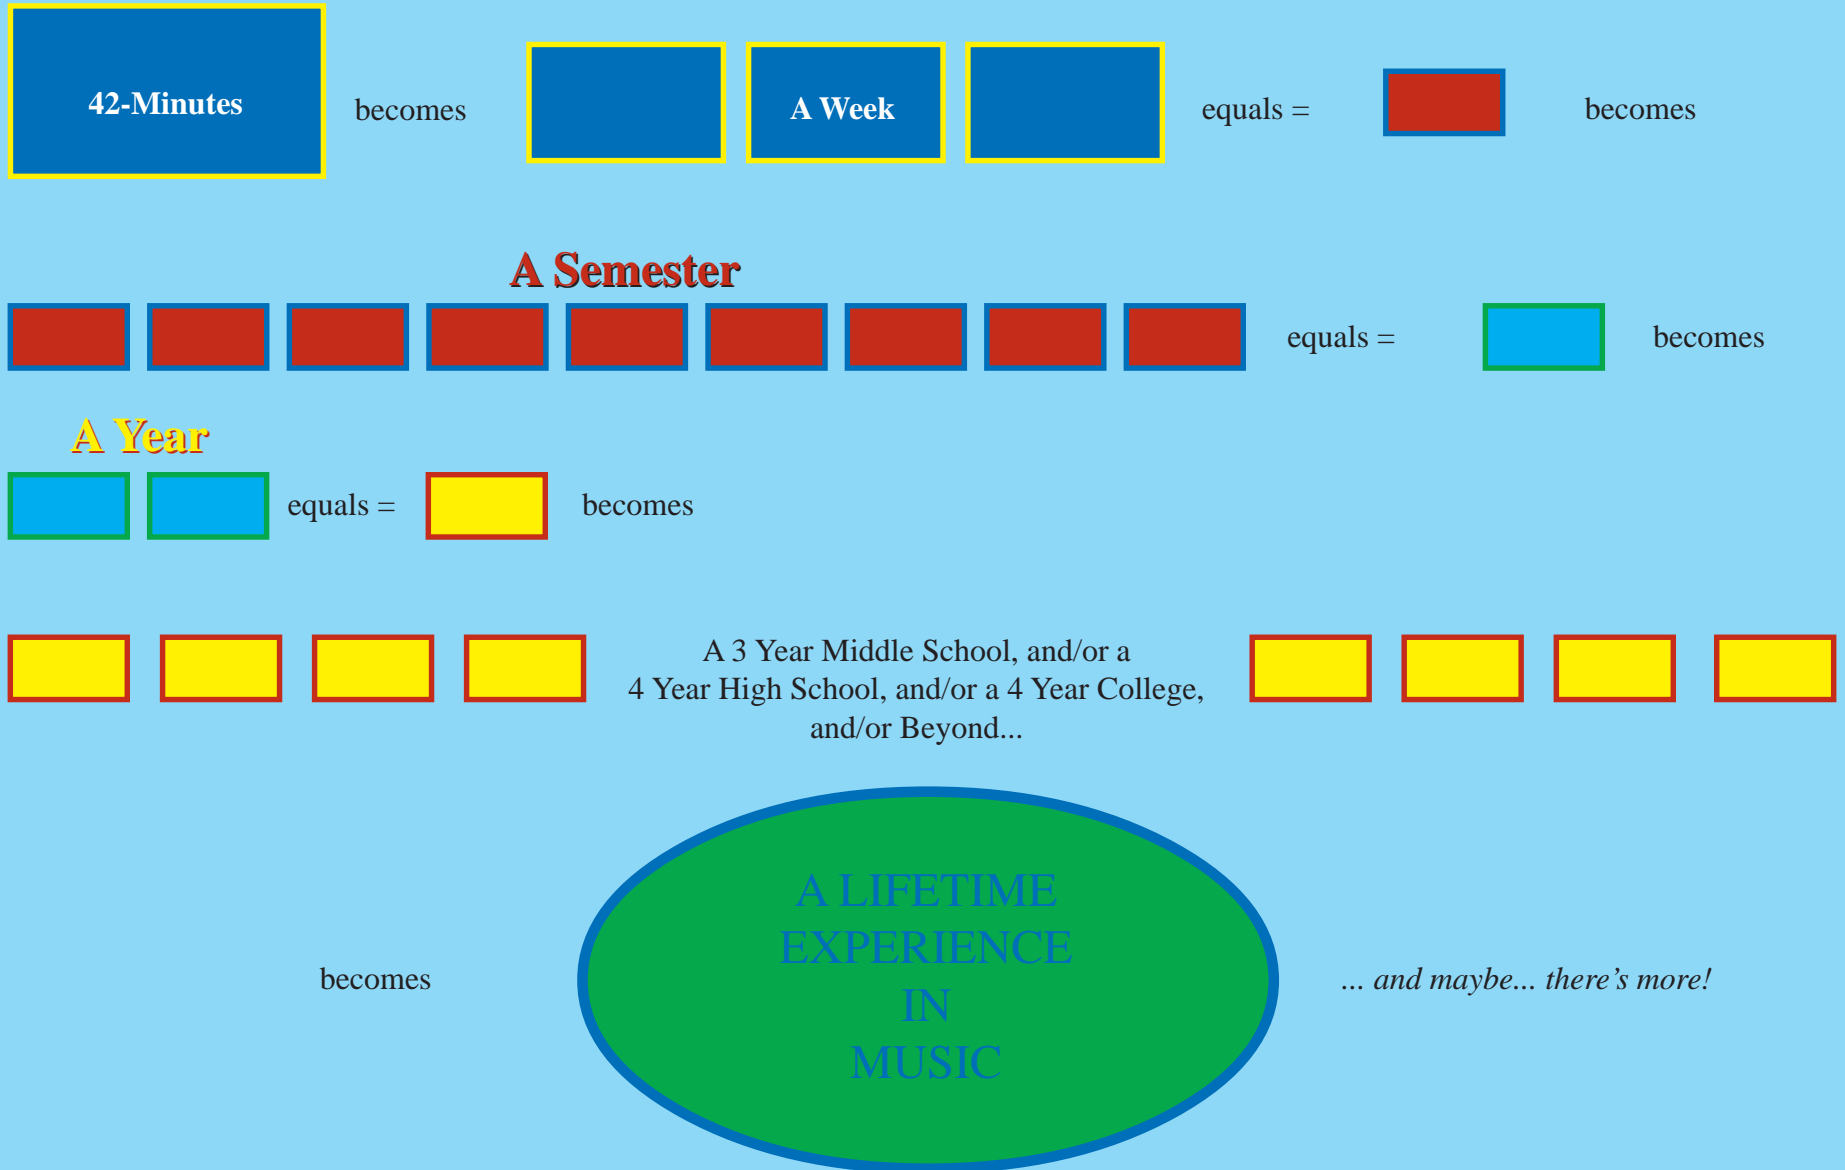 42-Minutes
becomes
A Week
equals =
becomes
A Semester
equals =
becomes
A Year
equals =
becomes
A 3 Year Middle School, and/or a
4 Year High School, and/or a 4 Year College,
and/or Beyond...
becomes
A LIFETIME
EXPERIENCE
IN
MUSIC
... and maybe... there’s more!